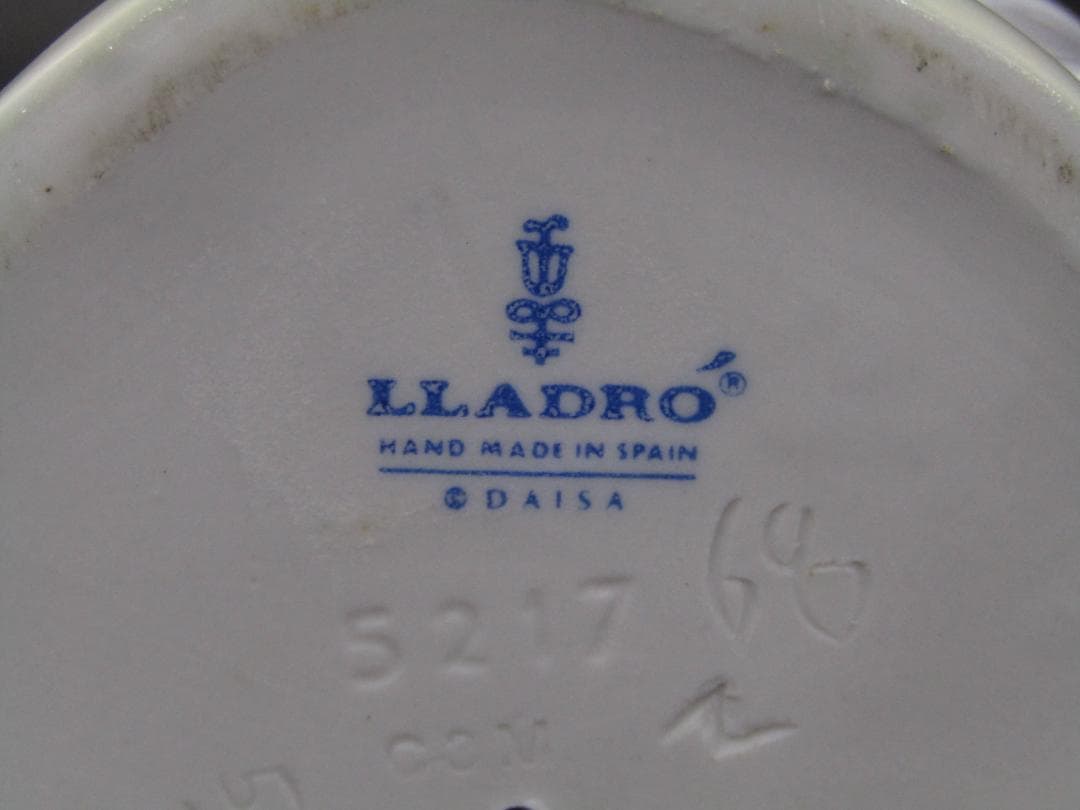 LLADRÓ®
HAND MADE IN SPAIN
© DAISA
5217